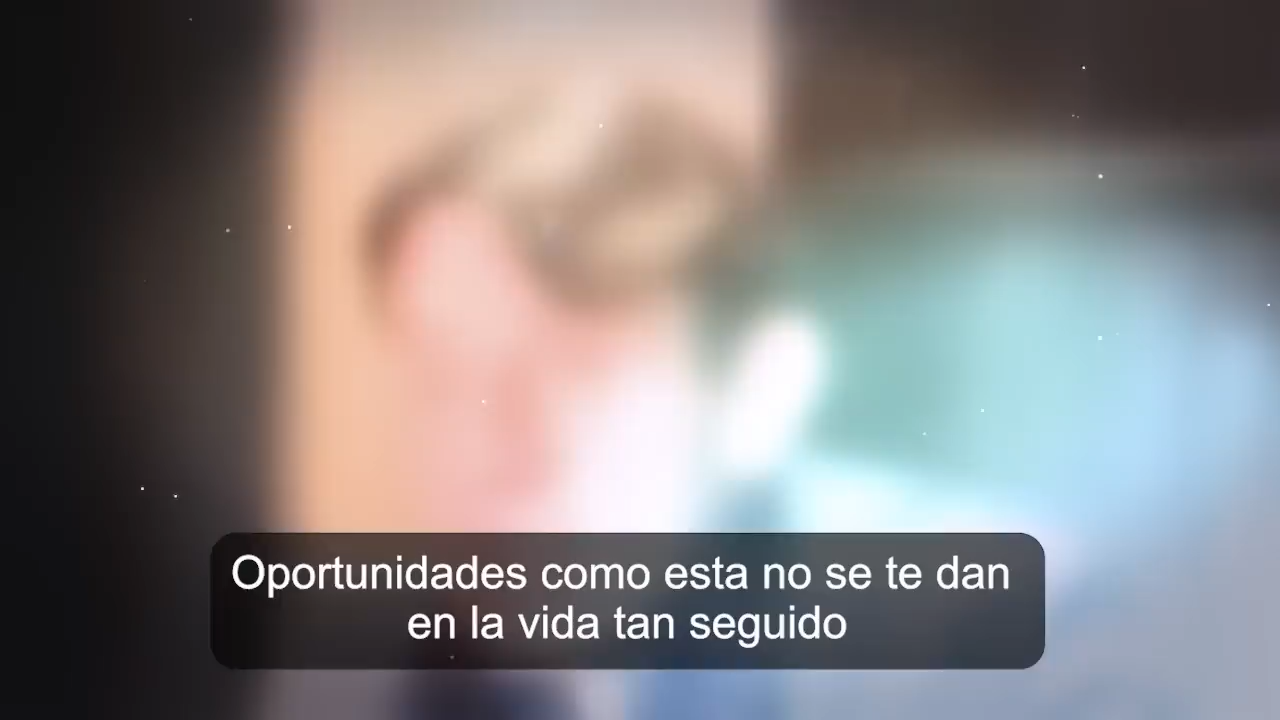 Oportunidades como esta no se te dan
en la vida tan seguido